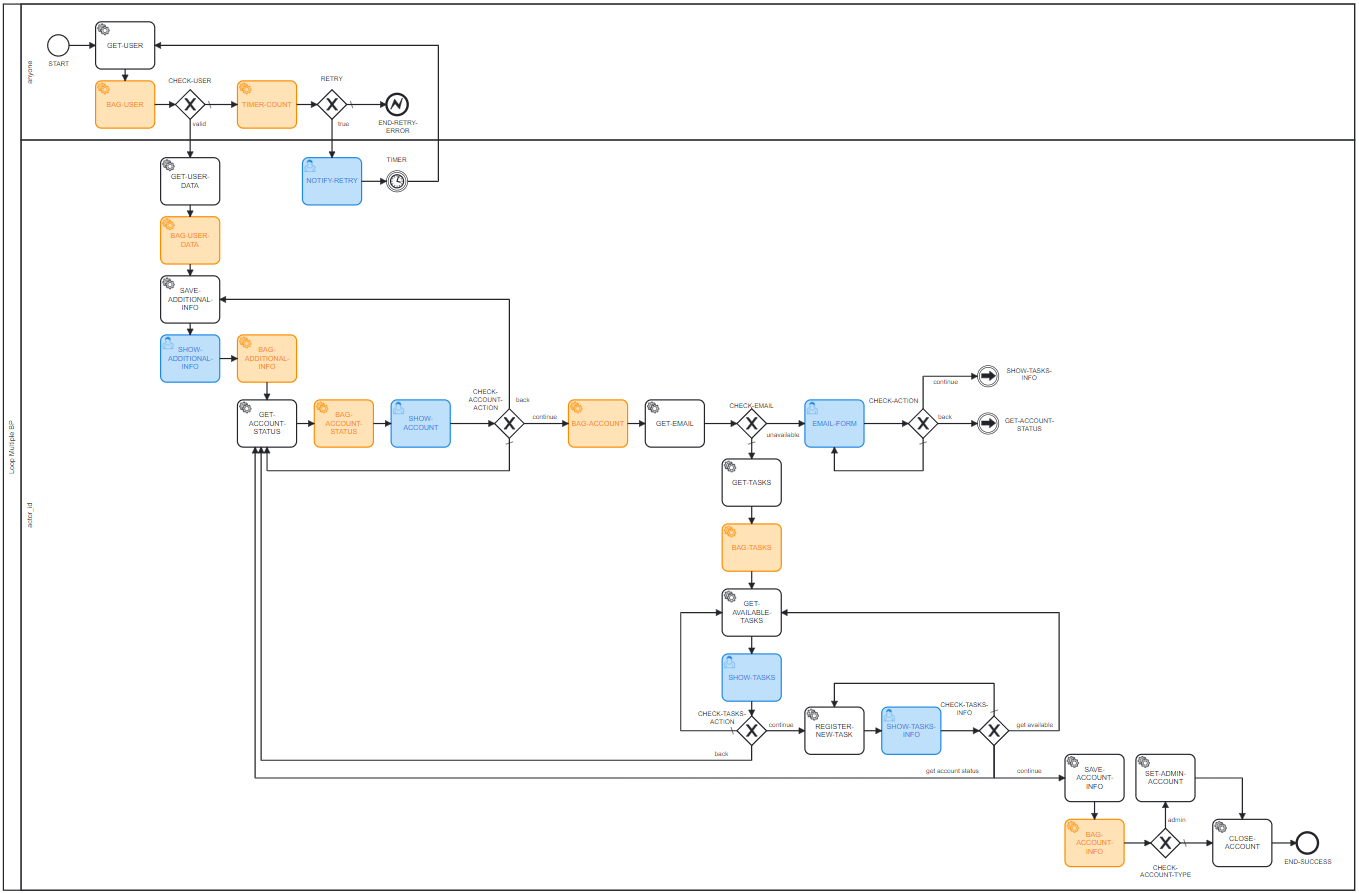 Loop Multiple BP
anyone
START
GET-USER
BAG-USER
CHECK-USER
valid
TIMER-COUNT
RETRY
true
END-RETRY-
ERROR
actor_id
GET-USER-
DATA
NOTIFY-RETRY
TIMER
BAG-USER-
DATA
SAVE-
ADDITIONAL-
INFO
SHOW-
ADDITIONAL-
INFO
BAG-
ADDITIONAL-
INFO
GET-
ACCOUNT-
STATUS
BAG-
ACCOUNT-
STATUS
SHOW-
ACCOUNT
CHECK-
ACCOUNT-
ACTION
back
continue
BAG-ACCOUNT
GET-EMAIL
CHECK-EMAIL
unavailable
EMAIL-FORM
CHECK-ACTION
continue
SHOW-TASKS-
INFO
back
GET-ACCOUNT-
STATUS
GET-TASKS
BAG-TASKS
GET-
AVAILABLE-
TASKS
SHOW-TASKS
CHECK-TASKS-
ACTION
continue
back
REGISTER-
NEW-TASK
SHOW-TASKS-
INFO
CHECK-TASKS-
INFO
get available
get account status
continue
SAVE-
ACCOUNT-
INFO
SET-ADMIN-
ACCOUNT
BAG-
ACCOUNT-
INFO
admin
CHECK-
ACCOUNT-TYPE
CLOSE-
ACCOUNT
END-SUCCESS